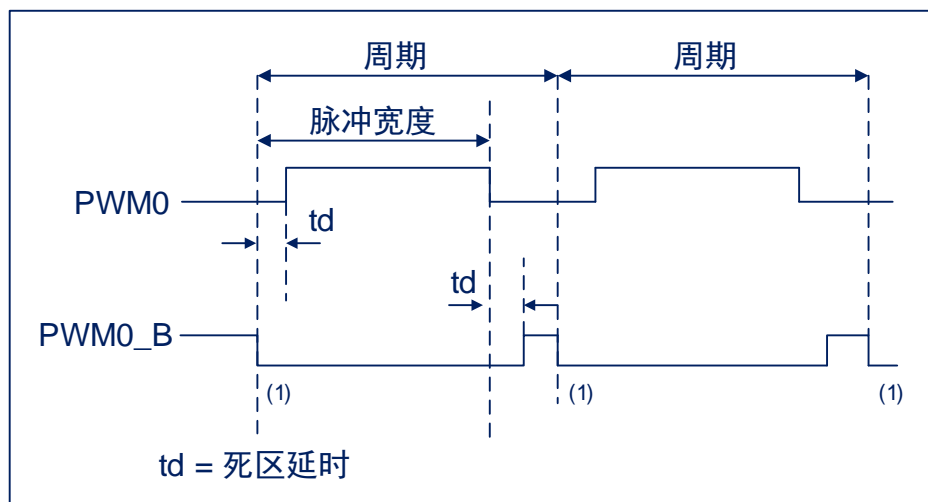 周期 周期
脉冲宽度
PWM0
td
td
PWM0_B
(1) (1) (1)
td = 死区延时